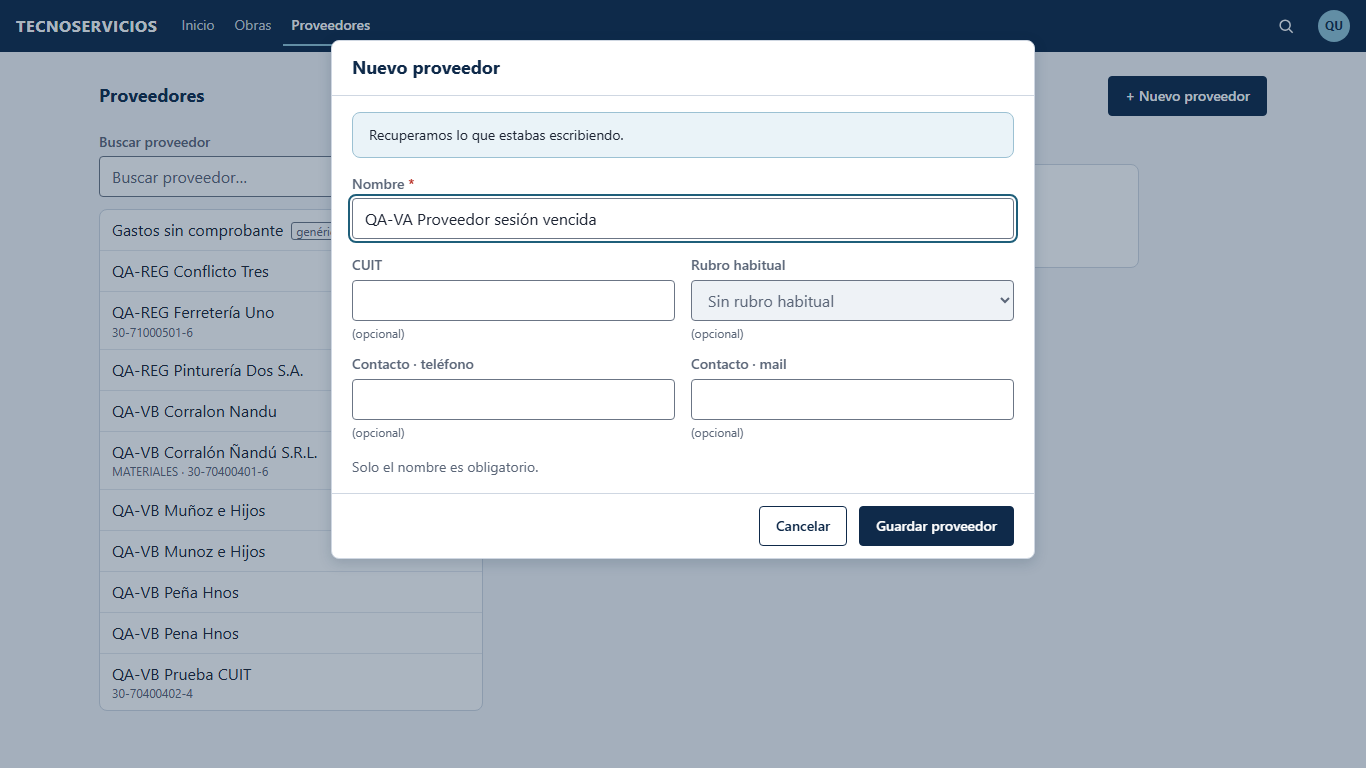 TECNOSERVICIOS Inicio Obras Proveedores QU
Nuevo proveedor
Proveedores
+ Nuevo proveedor
Recuperamos lo que estabas escribiendo.
Buscar proveedor
Buscar proveedor...
Nombre *
QA-VA Proveedor sesión vencida
Gastos sin comprobante
QA-REG Conflicto Tres
QA-REG Ferretería Uno
30-71000501-6
QA-REG Pinturería Dos S.A.
QA-VB Corralon Nandu
QA-VB Corralón Ñandú S.R.L.
MATERIALES · 30-70400401-6
QA-VB Muñoz e Hijos
QA-VB Munoz e Hijos
QA-VB Peña Hnos
QA-VB Pena Hnos
QA-VB Prueba CUIT
30-70400402-4
CUIT
(opcional)
Rubro habitual
Sin rubro habitual
(opcional)
Contacto · teléfono
(opcional)
Contacto · mail
(opcional)
Solo el nombre es obligatorio.
Cancelar
Guardar proveedor